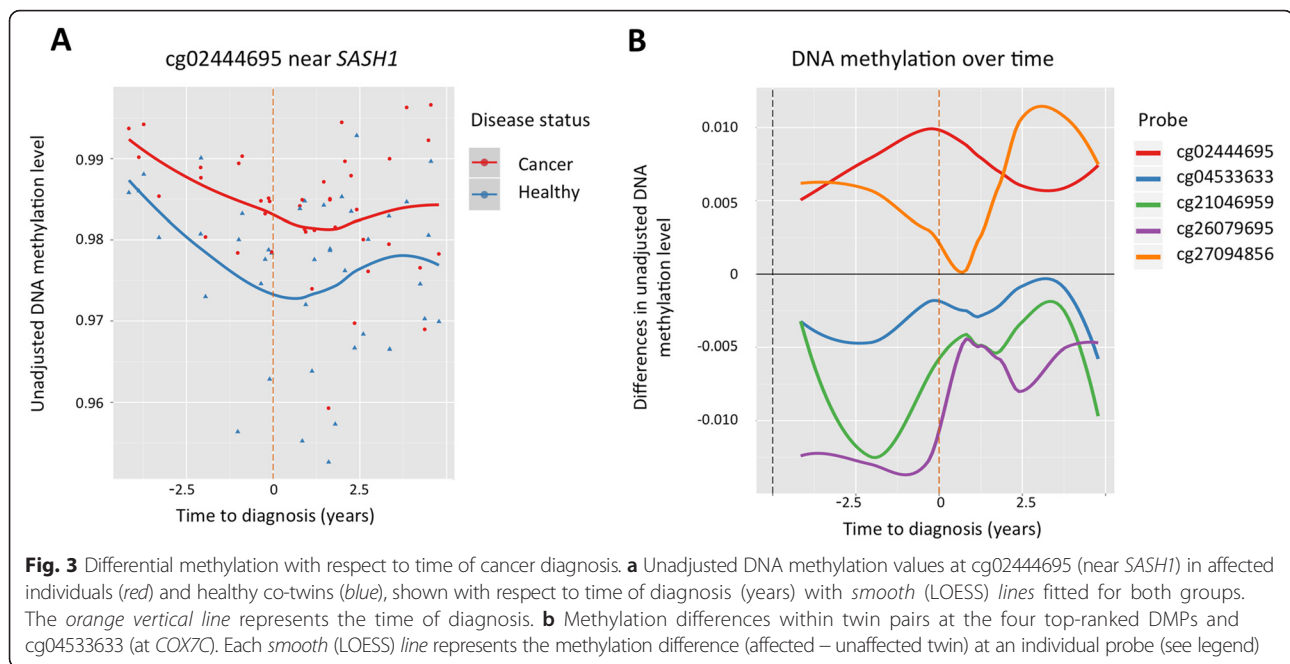 A
cg02444695 near SASH1
Unadjusted DNA methylation level
0.99
0.98
0.97
0.96
-2.5
0
2.5
Time to diagnosis (years)
Disease status
Cancer
Healthy
B
DNA methylation over time
Differences in unadjusted DNA
methylation level
0.010
0.005
0
-0.005
-0.010
-2.5
0
2.5
Time to diagnosis (years)
Probe
cg02444695
cg04533633
cg21046959
cg26079695
cg27094856
Fig. 3 Differential methylation with respect to time of cancer diagnosis. a Unadjusted DNA methylation values at cg02444695 (near SASH1) in affected
individuals (red) and healthy co-twins (blue), shown with respect to time of diagnosis (years) with smooth (LOESS) lines fitted for both groups.
The orange vertical line represents the time of diagnosis. b Methylation differences within twin pairs at the four top-ranked DMPs and
cg04533633 (at COX7C). Each smooth (LOESS) line represents the methylation difference (affected – unaffected twin) at an individual probe (see legend)